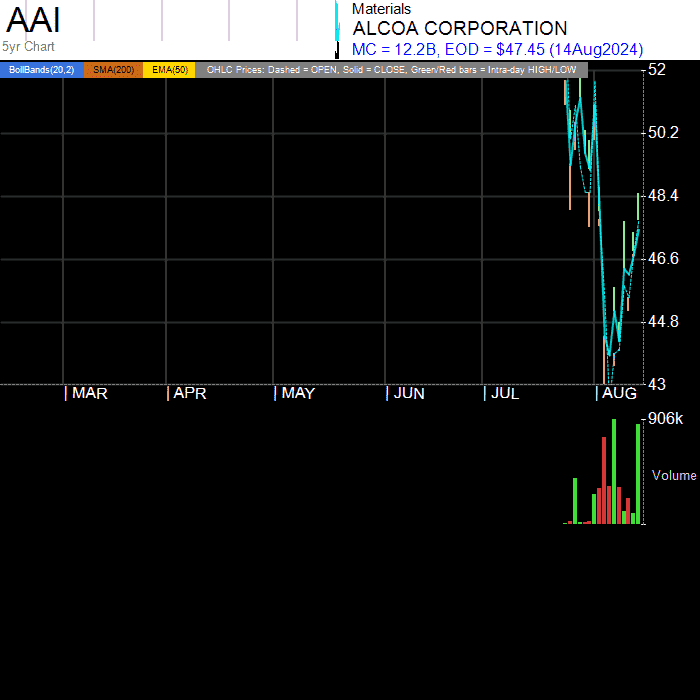 AAI
5yr Chart
Materials
ALCOA CORPORATION
MC = 12.2B, EOD = $47.45 (14Aug2024)
BollBands(20,2) SMA(200) EMA(50) OHLC Prices: Dashed = OPEN, Solid = CLOSE, Green/Red bars = Intra-day HIGH/LOW
52
50.2
48.4
46.6
44.8
43
| MAR | APR | MAY | JUN | JUL | AUG
906k
Volume